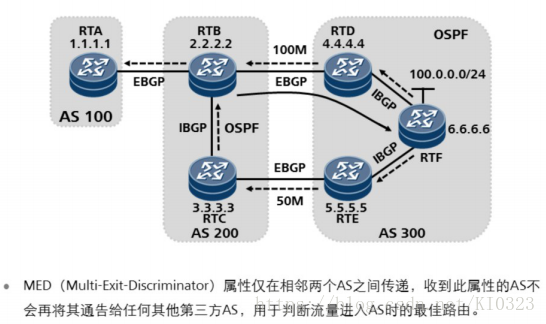 RTA
1.1.1.1
RTB
2.2.2.2
100M
RTD
4.4.4.4
OSPF
100.0.0.0/24
EBGP
EBGP
IBGP
6.6.6.6
AS 100
IBGP
OSPF
IBGP
RTF
EBGP
50M
3.3.3.3
RTC
5.5.5.5
RTE
AS 200
AS 300
● MED（Multi-Exit-Discriminator）属性仅在相邻两个AS之间传递，收到此属性的AS不
会再将其通告给任何其他第三方AS，用于判断流量进入AS时的最佳路由。
https://blog.csdn.net/KI0323